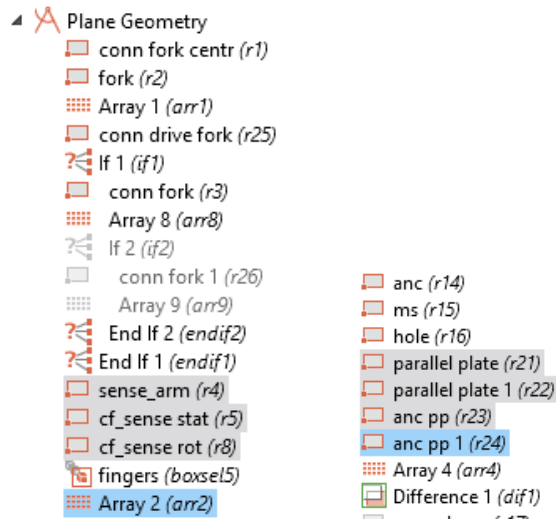 Plane Geometry
conn fork centr (r1)
fork (r2)
Array 1 (arr1)
conn drive fork (r25)
If 1 (if1)
conn fork (r3)
Array 8 (arr8)
If 2 (if2)
conn fork 1 (r26)
Array 9 (arr9)
End If 2 (endif2)
End If 1 (endif1)
sense_arm (r4)
cf_sense stat (r5)
cf_sense rot (r8)
fingers (boxsel5)
Array 2 (arr2)
anc (r14)
ms (r15)
hole (r16)
parallel plate (r21)
parallel plate 1 (r22)
anc pp (r23)
anc pp 1 (r24)
Array 4 (arr4)
Difference 1 (dif1)